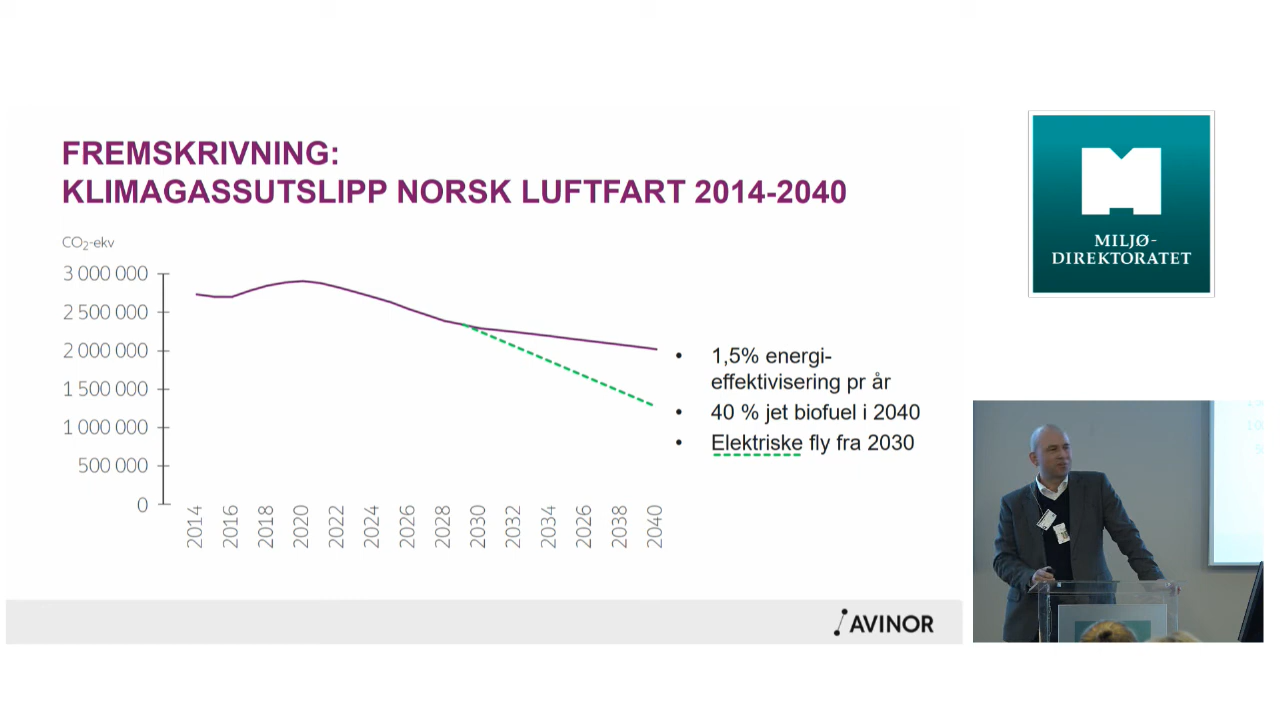 FREMSKRIVNING:
KLIMAGASSUTSLIPP NORSK LUFTFART 2014-2040
CO₂-ekv
3 000 000
2 500 000
2 000 000
1 500 000
1 000 000
500 000
0
2014 2016 2018 2020 2022 2024 2026 2028 2030 2032 2034 2026 2038 2040
• 1,5% energi-
effektivisering pr år
• 40 % jet biofuel i 2040
• Elektriske fly fra 2030
AVINOR
MILJØ-
DIREKTORATET